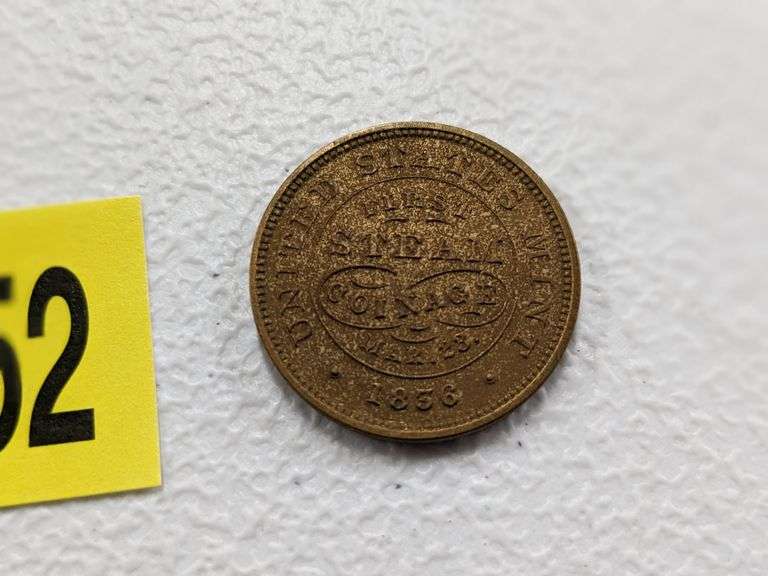 UNITED STATES MINT
FIRST
STEAM
COINAGE
MAR. 23.
· 1836 ·
52